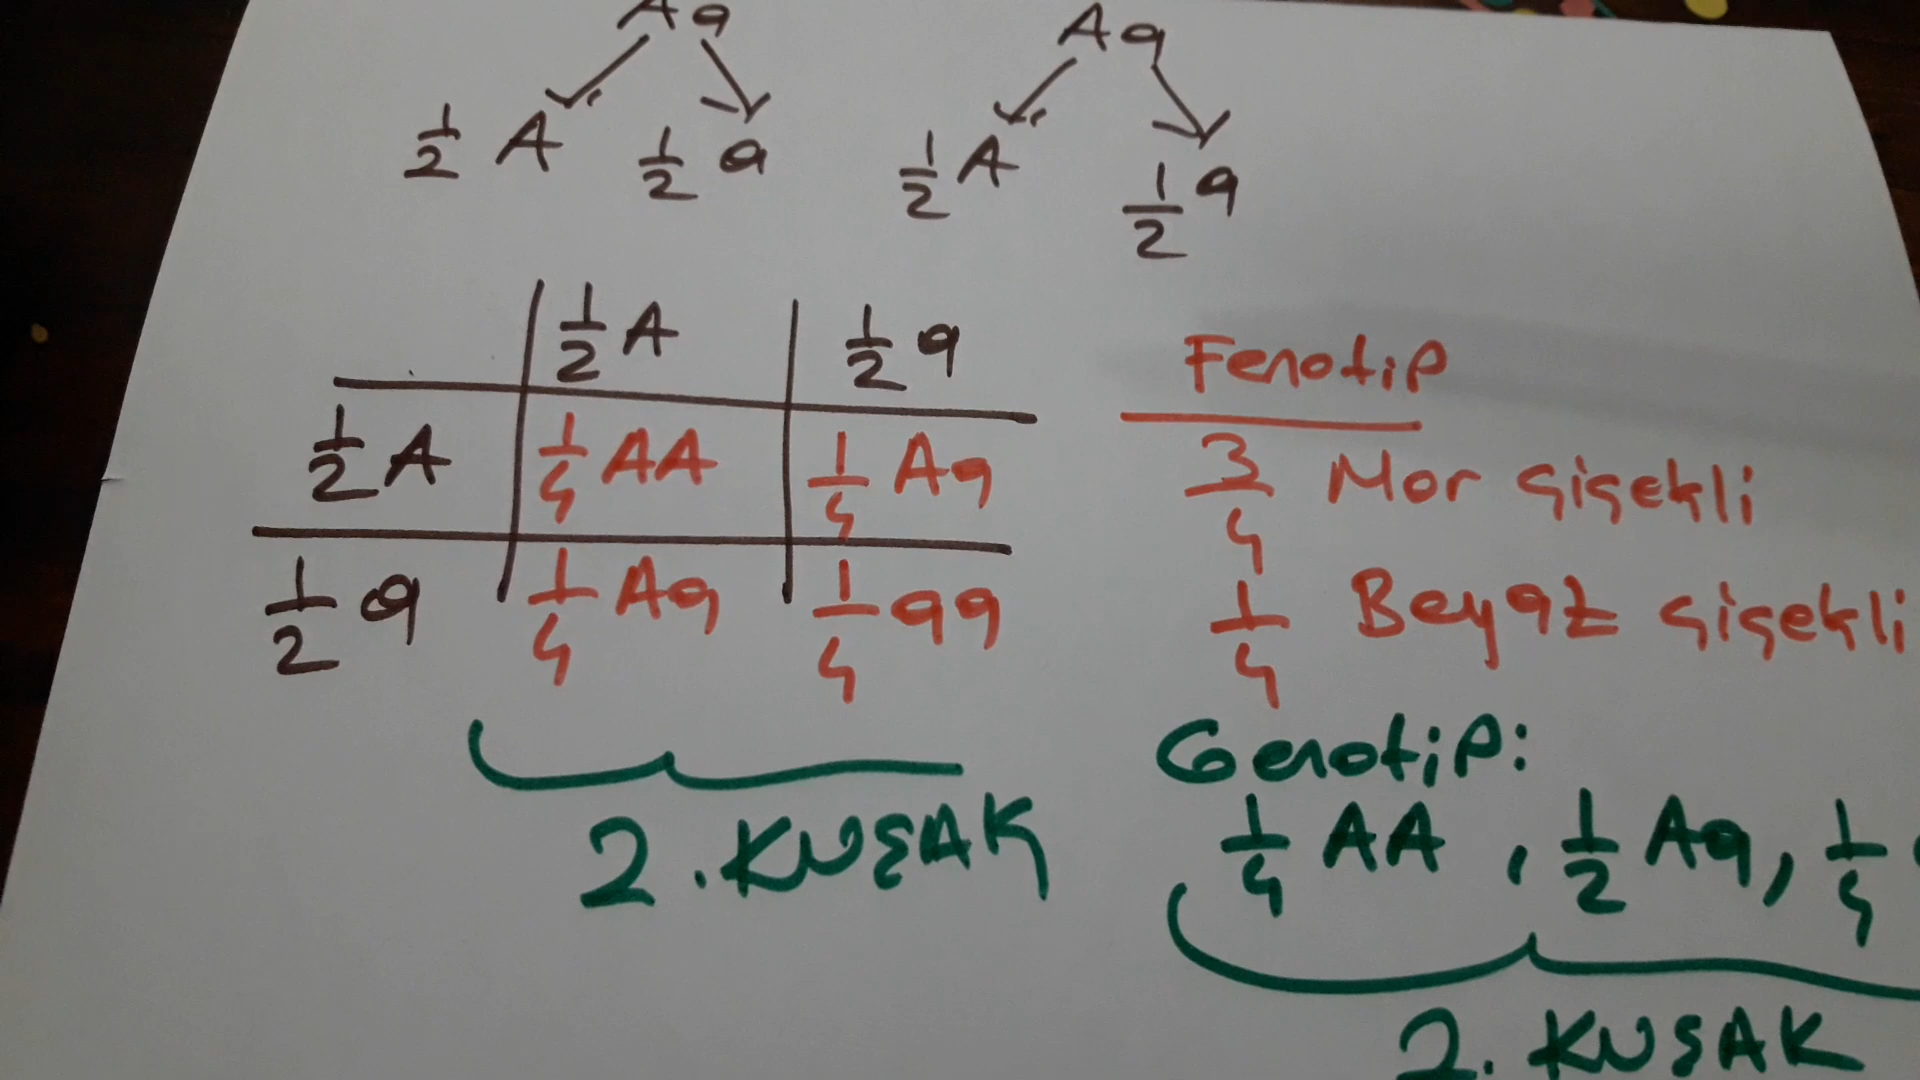 Aa Aa
1/2 A 1/2 a 1/2 A 1/2 a
1/2 A 1/2 a
1/2 A 1/4 AA 1/4 Aa
1/2 a 1/4 Aa 1/4 aa
2. KUŞAK
Fenotip
3/4 Mor çiçekli
1/4 Beyaz çiçekli
Genotip:
1/4 AA, 1/2 Aa, 1/4
2. KUŞAK